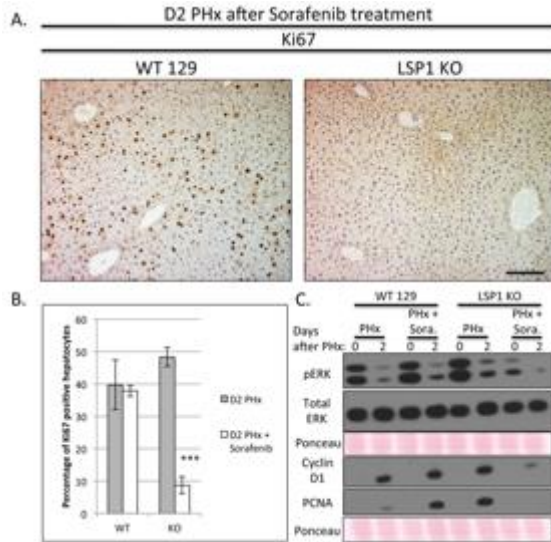 A.
D2 PHx after Sorafenib treatment
Ki67
WT 129
LSP1 KO
B.
Percentage of Ki67 positive hepatocytes
60
50
40
30
20
10
0
***
WT
KO
D2 PHx
D2 PHx +
Sorafenib
C.
WT 129
LSP1 KO
PHx
PHx +
Sora.
PHx
PHx +
Sora.
Days
after PHx:
0 2 0 2 0 2 0 2
pERK
Total
ERK
Ponceau
Cyclin
D1
PCNA
Ponceau